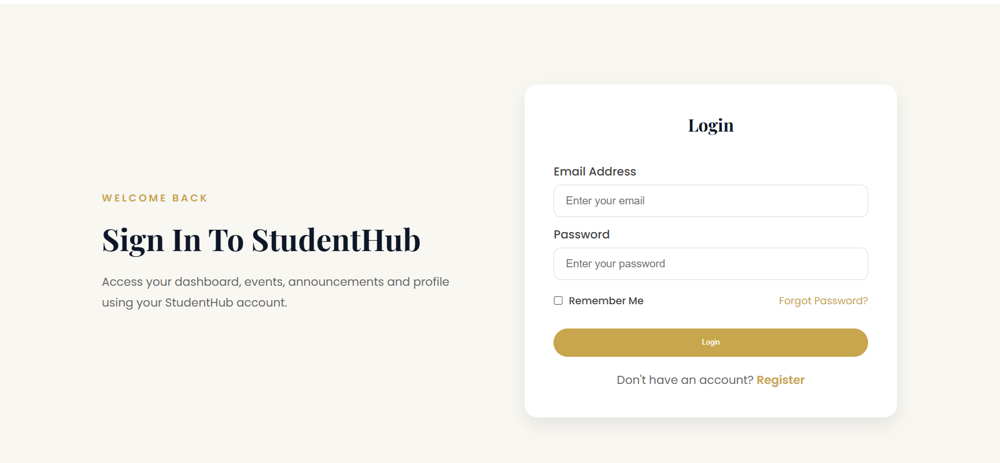 WELCOME BACK
Sign In To StudentHub
Access your dashboard, events, announcements and profile
using your StudentHub account.
Login
Email Address
Enter your email
Password
Enter your password
Remember Me
Forgot Password?
Login
Don't have an account? Register